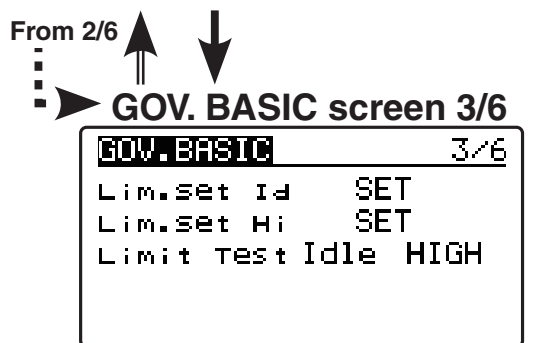 From 2/6
GOV. BASIC screen 3/6
GOV.BASIC 3/6
Lim.set Id SET
Lim.set Hi SET
Limit Test Idle HIGH